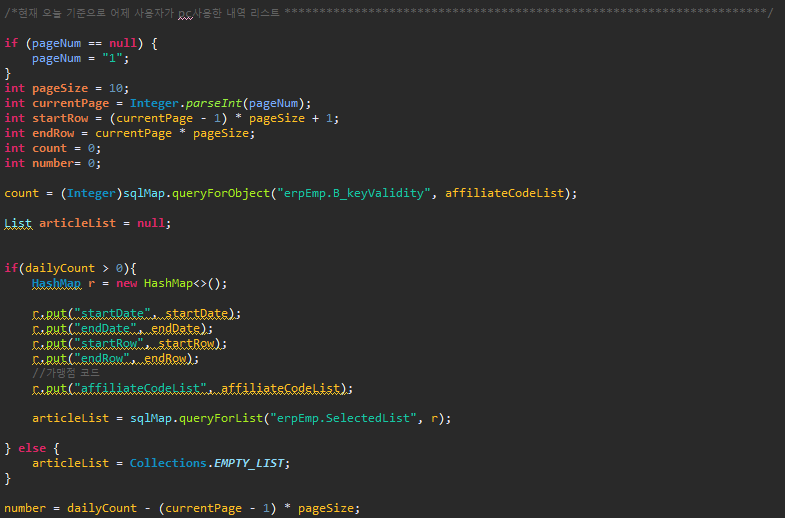 /*현재 오늘 기준으로 어제 사용자가 pc사용한 내역 리스트 *********************************************************************/
if (pageNum == null) {
pageNum = "1";
}
int pageSize = 10;
int currentPage = Integer.parseInt(pageNum);
int startRow = (currentPage - 1) * pageSize + 1;
int endRow = currentPage * pageSize;
int count = 0;
int number= 0;
count = (Integer)sqlMap.queryForObject("erpEmp.B_keyValidity", affiliateCodeList);
List articleList = null;
if(dailyCount > 0){
HashMap r = new HashMap<>();
r.put("startDate", startDate);
r.put("endDate", endDate);
r.put("startRow", startRow);
r.put("endRow", endRow);
//가맹점 코드
r.put("affiliateCodeList", affiliateCodeList);
articleList = sqlMap.queryForList("erpEmp.SelectedList", r);
} else {
articleList = Collections.EMPTY_LIST;
}
number = dailyCount - (currentPage - 1) * pageSize;